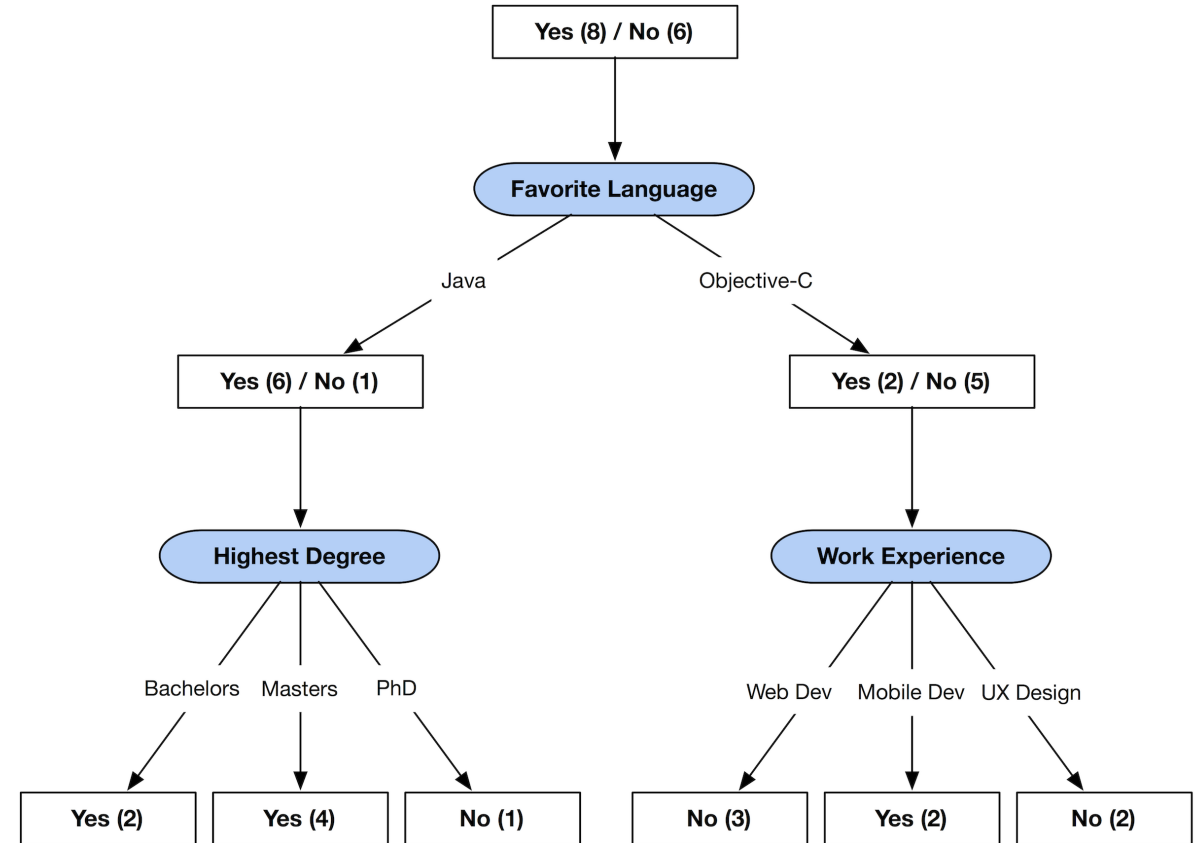 Yes (8) / No (6)
Favorite Language
Java
Objective-C
Yes (6) / No (1)
Yes (2) / No (5)
Highest Degree
Work Experience
Bachelors
Masters
PhD
Web Dev
Mobile Dev
UX Design
Yes (2)
Yes (4)
No (1)
No (3)
Yes (2)
No (2)